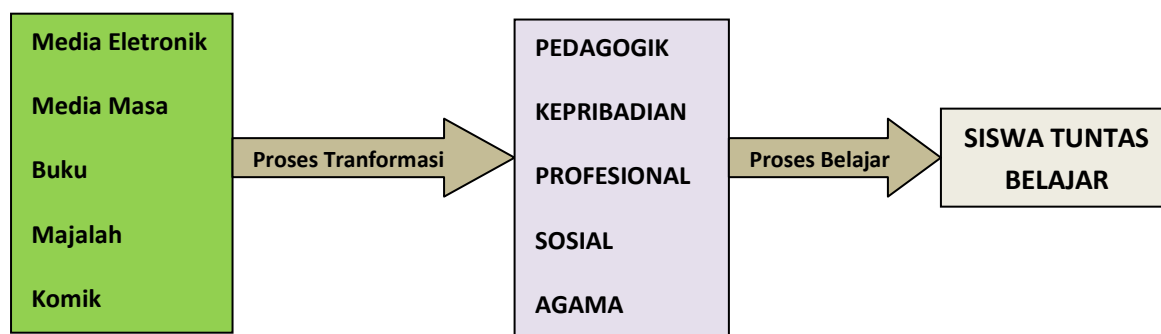 Media Eletronik
Media Masa
Buku
Majalah
Komik
Proses Tranformasi
PEDAGOGIK
KEPRIBADIAN
PROFESIONAL
SOSIAL
AGAMA
Proses Belajar
SISWA TUNTAS
BELAJAR